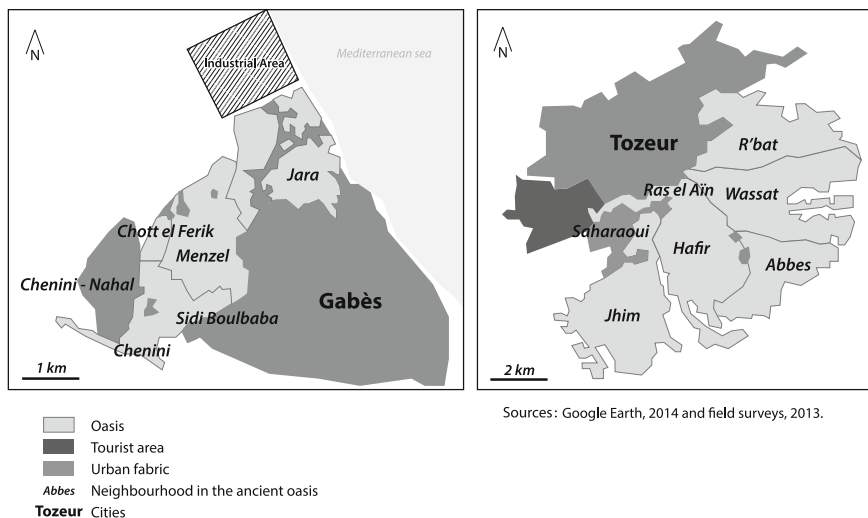 N
Industrial Area
Mediterranean sea
Jara
Chott el Ferik
Menzel
Chenini - Nahal
Gabès
Sidi Boulbaba
Chenini
1 km
N
Tozeur
R'bat
Ras el Aïn
Wassat
Saharaoui
Hafir
Abbes
Jhim
2 km
Sources : Google Earth, 2014 and field surveys, 2013.
Oasis
Tourist area
Urban fabric
Abbes Neighbourhood in the ancient oasis
Tozeur Cities